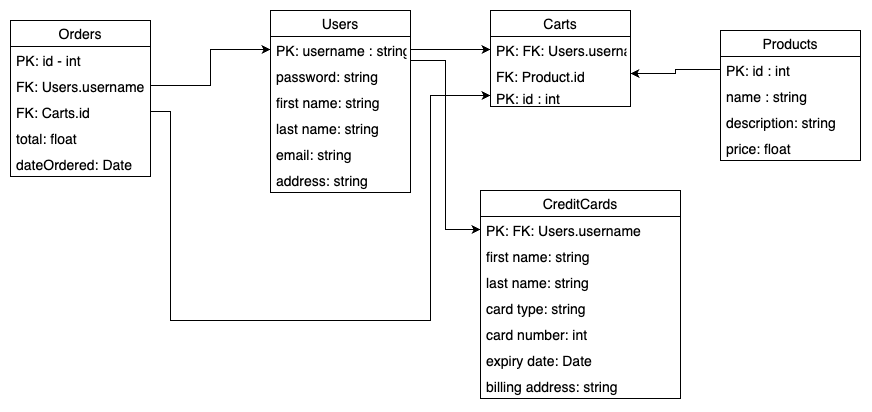 Orders
PK: id - int
FK: Users.username
FK: Carts.id
total: float
dateOrdered: Date
Users
PK: username : string
password: string
first name: string
last name: string
email: string
address: string
Carts
PK: FK: Users.userna
FK: Product.id
PK: id : int
Products
PK: id : int
name : string
description: string
price: float
CreditCards
PK: FK: Users.username
first name: string
last name: string
card type: string
card number: int
expiry date: Date
billing address: string